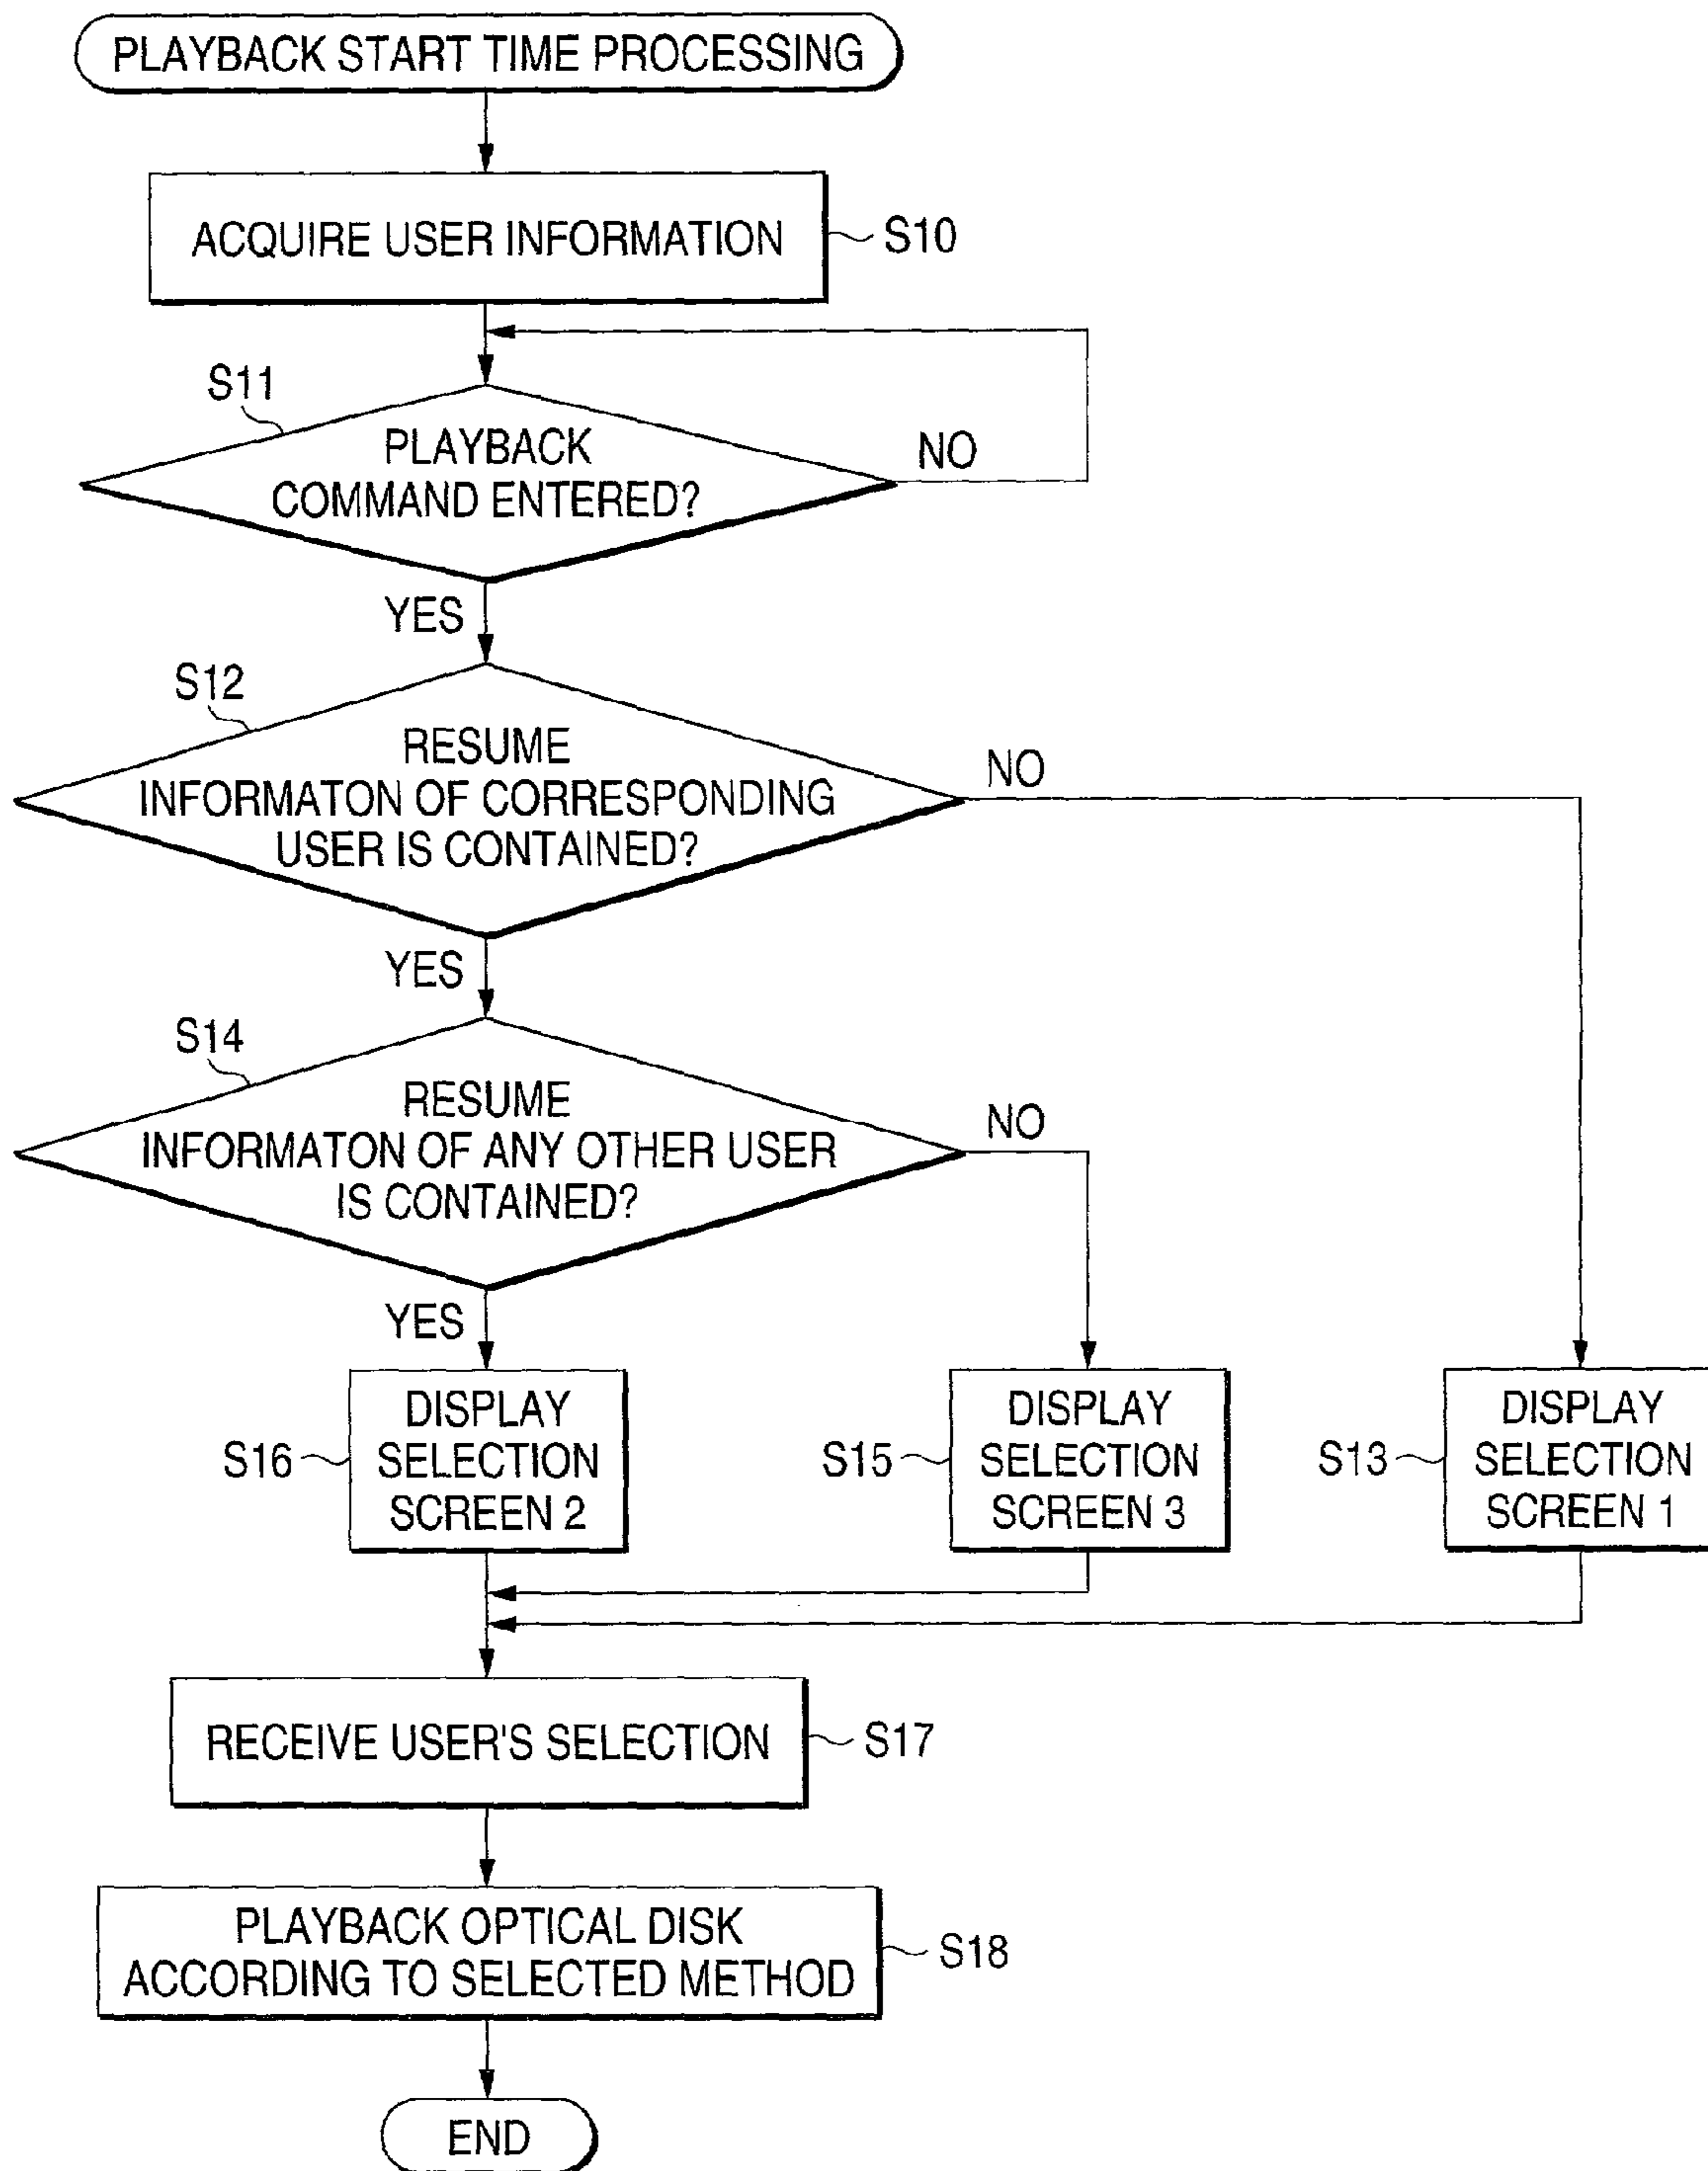 PLAYBACK START TIME PROCESSING
ACQUIRE USER INFORMATION
S10
S11
PLAYBACK
COMMAND ENTERED?
NO
YES
S12
RESUME
INFORMATON OF CORRESPONDING
USER IS CONTAINED?
NO
YES
S14
RESUME
INFORMATON OF ANY OTHER USER
IS CONTAINED?
NO
YES
S16
DISPLAY
SELECTION
SCREEN 2
S15
DISPLAY
SELECTION
SCREEN 3
S13
DISPLAY
SELECTION
SCREEN 1
RECEIVE USER'S SELECTION
S17
PLAYBACK OPTICAL DISK
ACCORDING TO SELECTED METHOD
S18
END